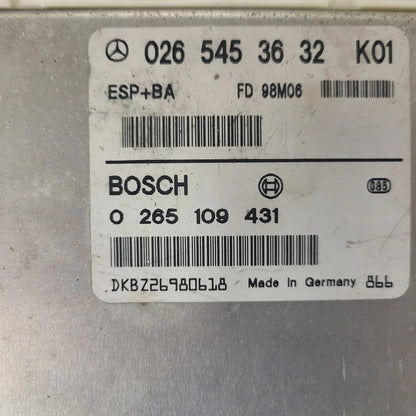 026 545 36 32 K01
ESP+BA FD 98M06
BOSCH 085
0 265 109 431
DKBZ26980618 Made in Germany 866